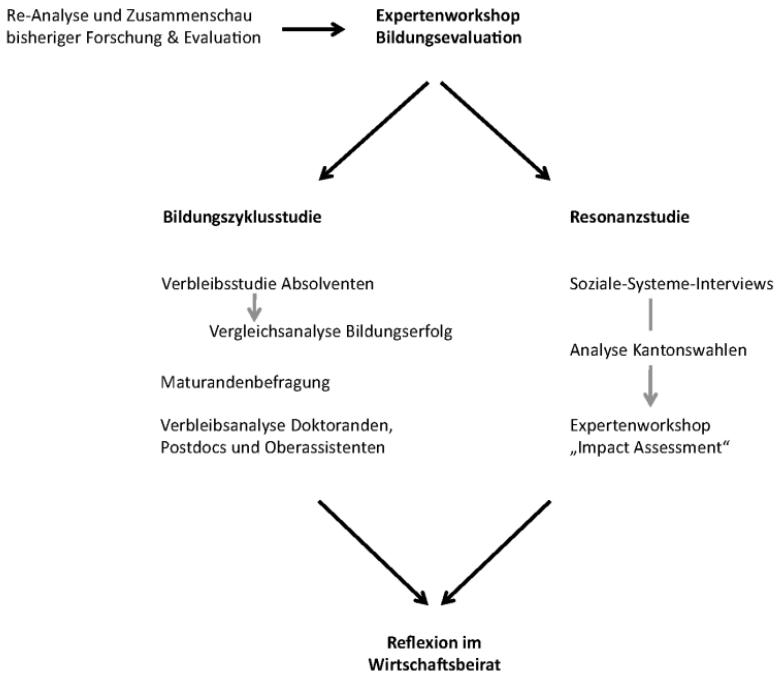 Re-Analyse und Zusammenschau
bisheriger Forschung & Evaluation
Expertenworkshop
Bildungsevaluation
Bildungszyklusstudie
Verbleibsstudie Absolventen
Vergleichsanalyse Bildungserfolg
Maturandenbefragung
Verbleibsanalyse Doktoranden,
Postdocs und Oberassistenten
Resonanzstudie
Soziale-Systeme-Interviews
Analyse Kantonswahlen
Expertenworkshop
„Impact Assessment“
Reflexion im
Wirtschaftsbeirat